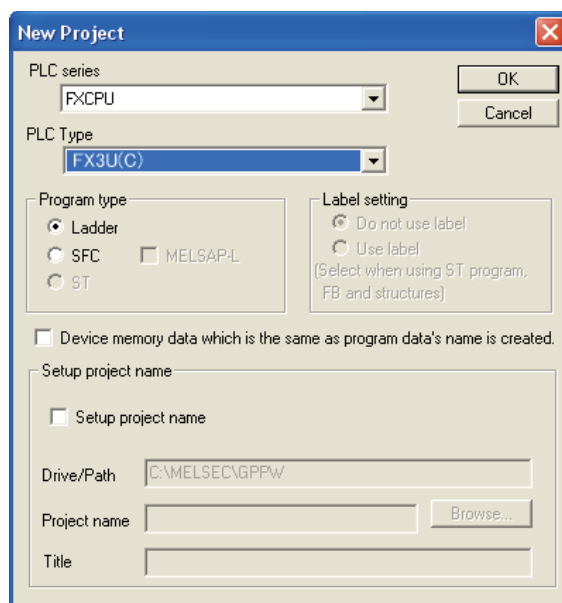 New Project
PLC series
FXCPU
OK
Cancel
PLC Type
FX3U(C)
Program type
Ladder
SFC
MELSAP-L
ST
Label setting
Do not use label
Use label
(Select when using ST program,
FB and structures)
Device memory data which is the same as program data's name is created.
Setup project name
Setup project name
Drive/Path
C:\MELSEC\GPPW
Project name
Browse...
Title